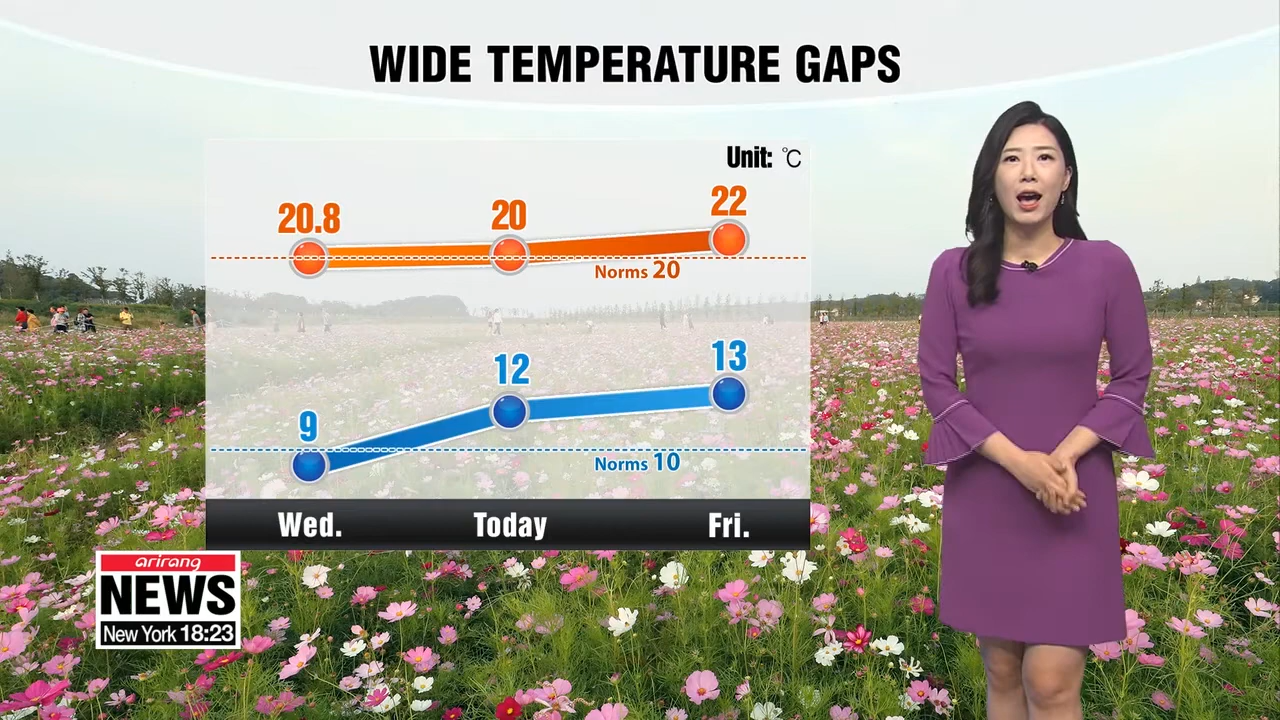 WIDE TEMPERATURE GAPS
Unit: ℃
20.8
20
22
Norms 20
9
12
13
Norms 10
Wed.
Today
Fri.
arirang
NEWS
New York 18:23